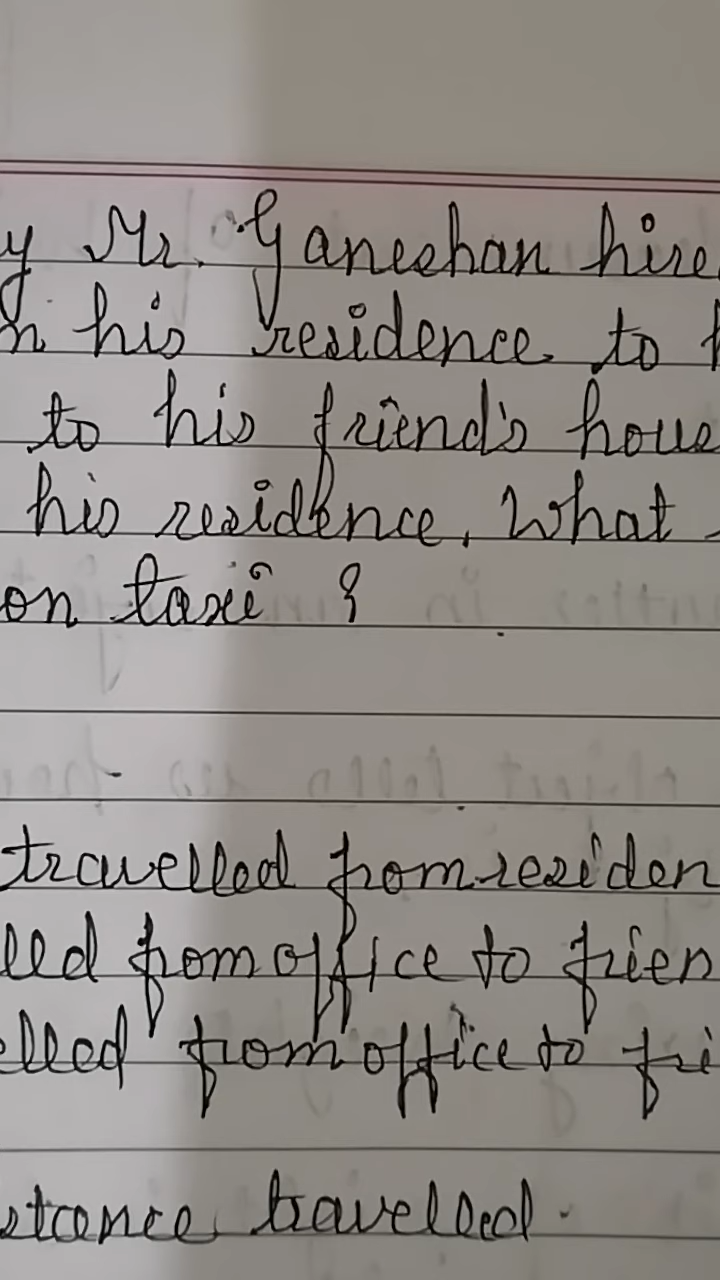 y Mr. Ganeshan hire
his residence to
to his friend's hous
his residence. What
on taxi ?
travelled from residen
lled from office to frien
elled from office to fri
stance travelled.